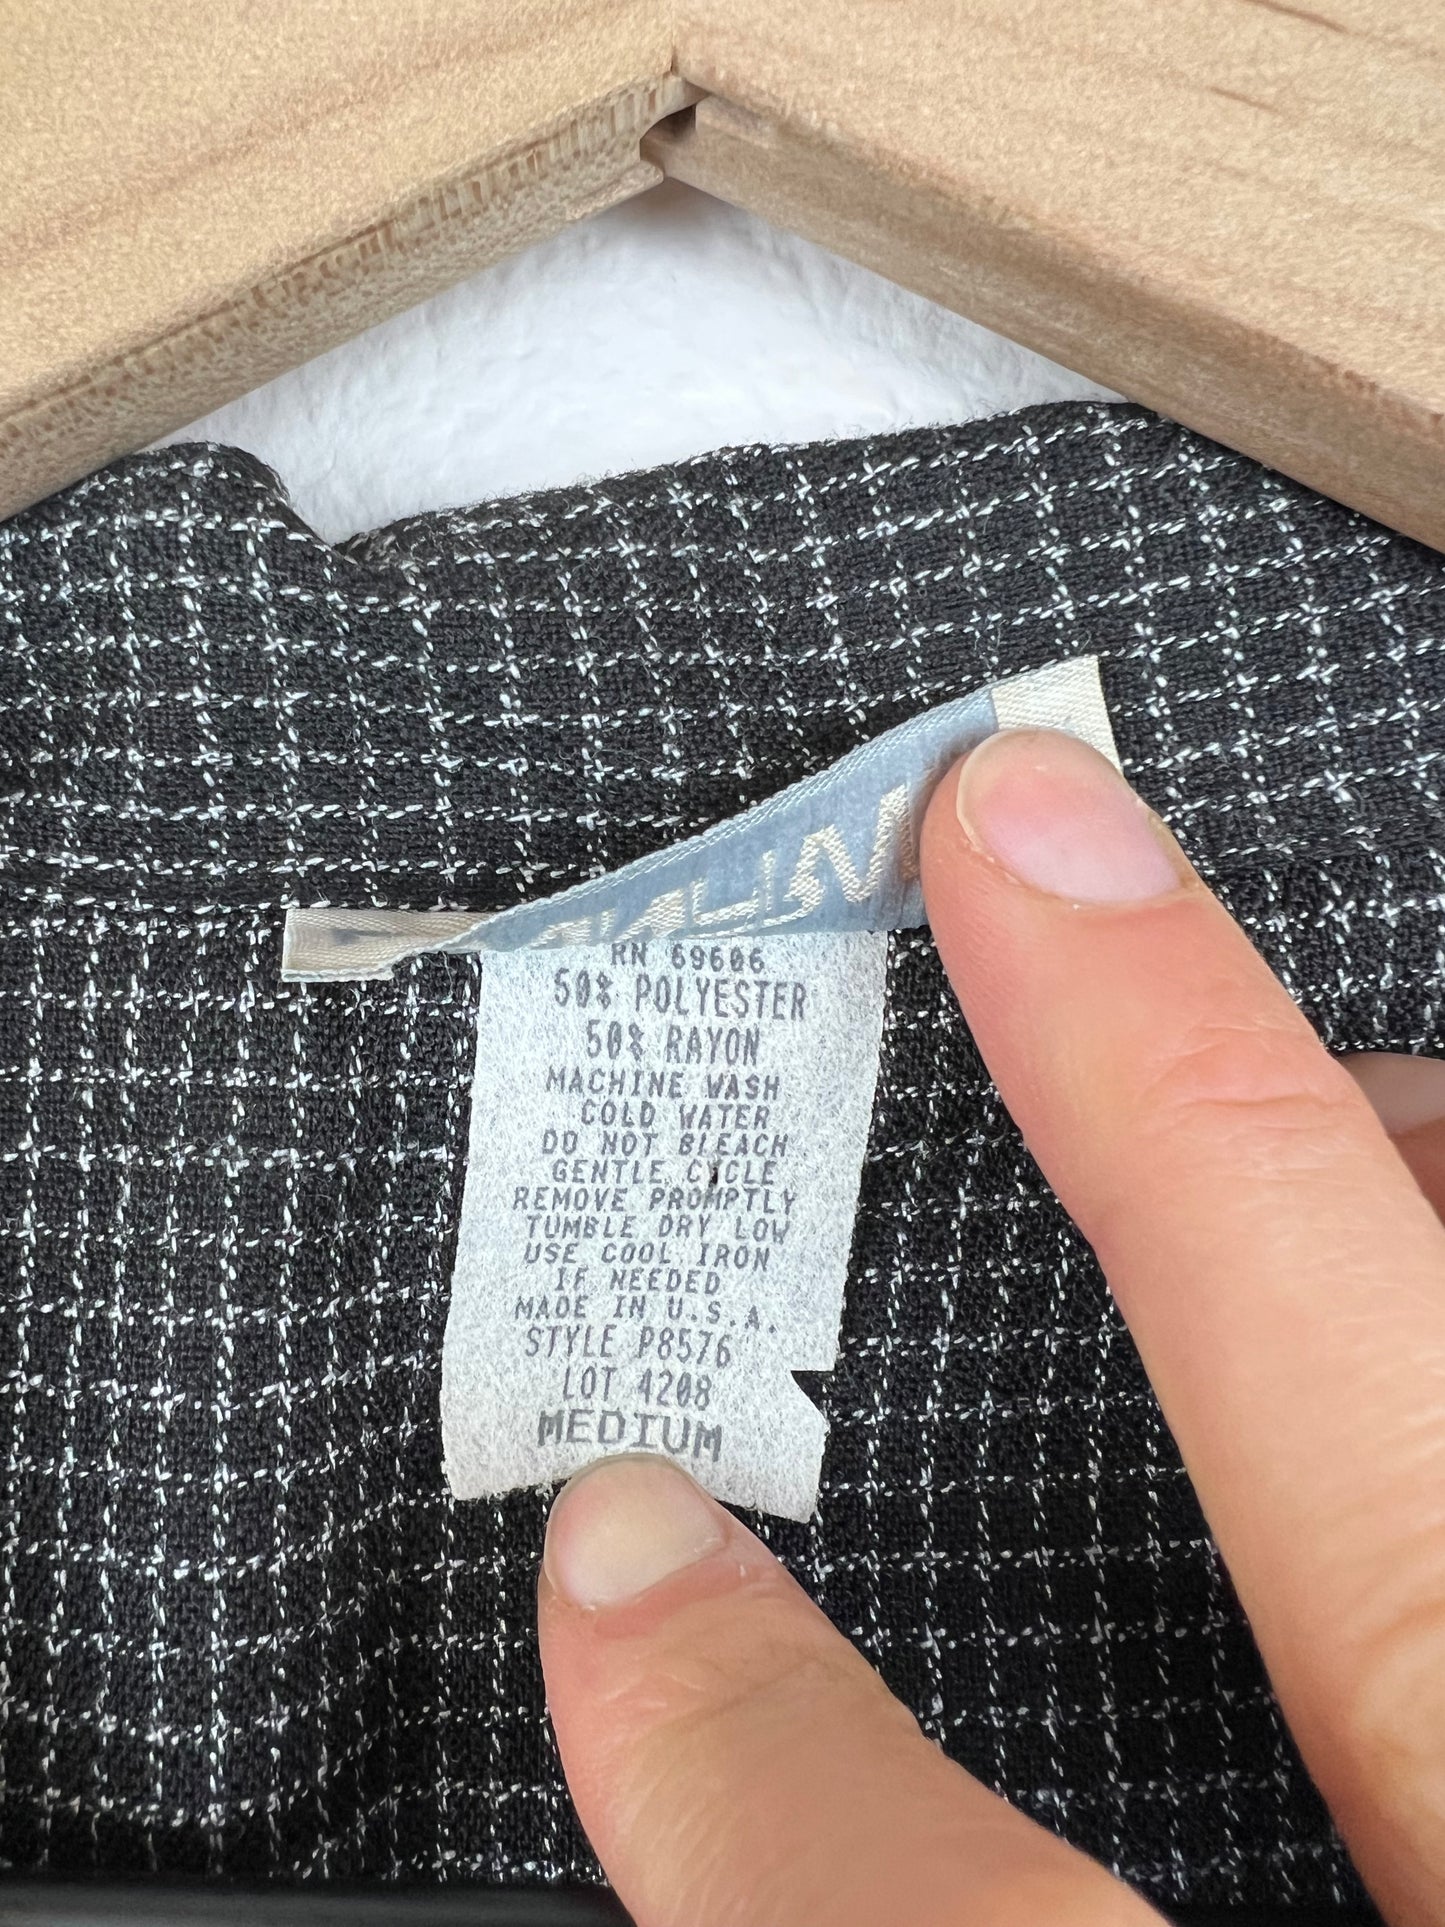 RN 69606
50% POLYESTER
50% RAYON
MACHINE WASH
COLD WATER
DO NOT BLEACH
GENTLE CYCLE
REMOVE PROMPTLY
TUMBLE DRY LOW
USE COOL IRON
IF NEEDED
MADE IN U.S.A.
STYLE P8576
LOT 4208
MEDIUM